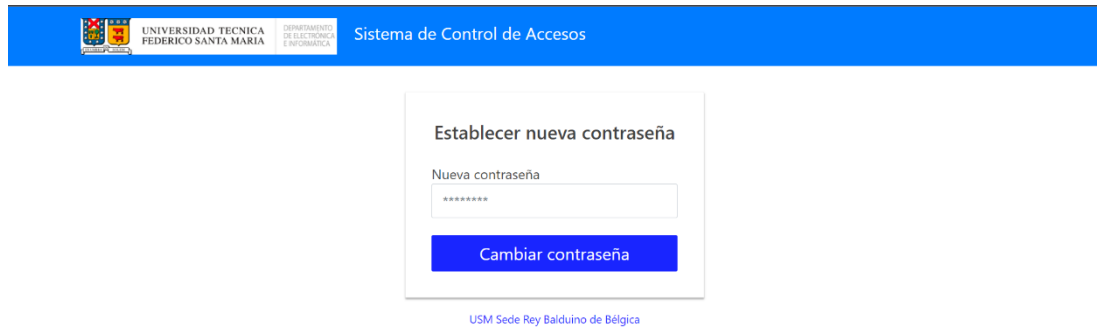 UNIVERSIDAD TECNICA
FEDERICO SANTA MARIA
DEPARTAMENTO
DE ELECTRÓNICA
E INFORMÁTICA
Sistema de Control de Accesos
Establecer nueva contraseña
Nueva contraseña
********
Cambiar contraseña
USM Sede Rey Balduino de Bélgica